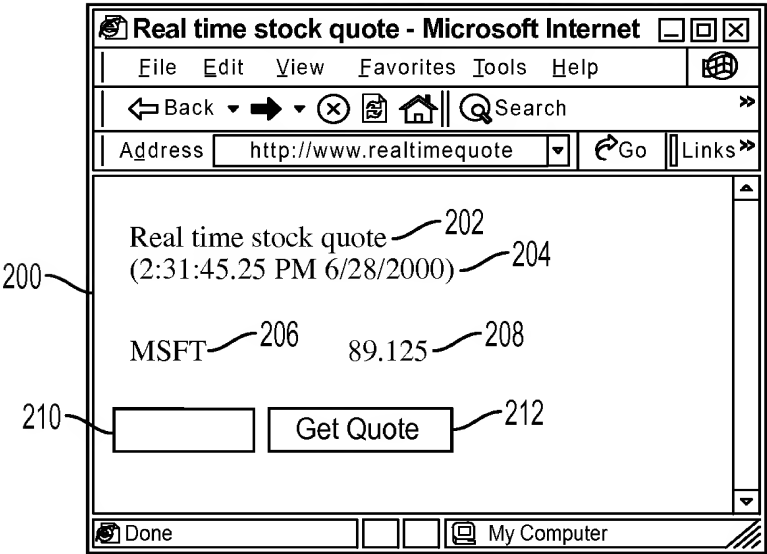 Real time stock quote - Microsoft Internet
File Edit View Favorites Tools Help
Back Search »
Address http://www.realtimequote Go Links »
Real time stock quote 202
(2:31:45.25 PM 6/28/2000) 204
200
MSFT 206 89.125 208
210 Get Quote 212
Done My Computer